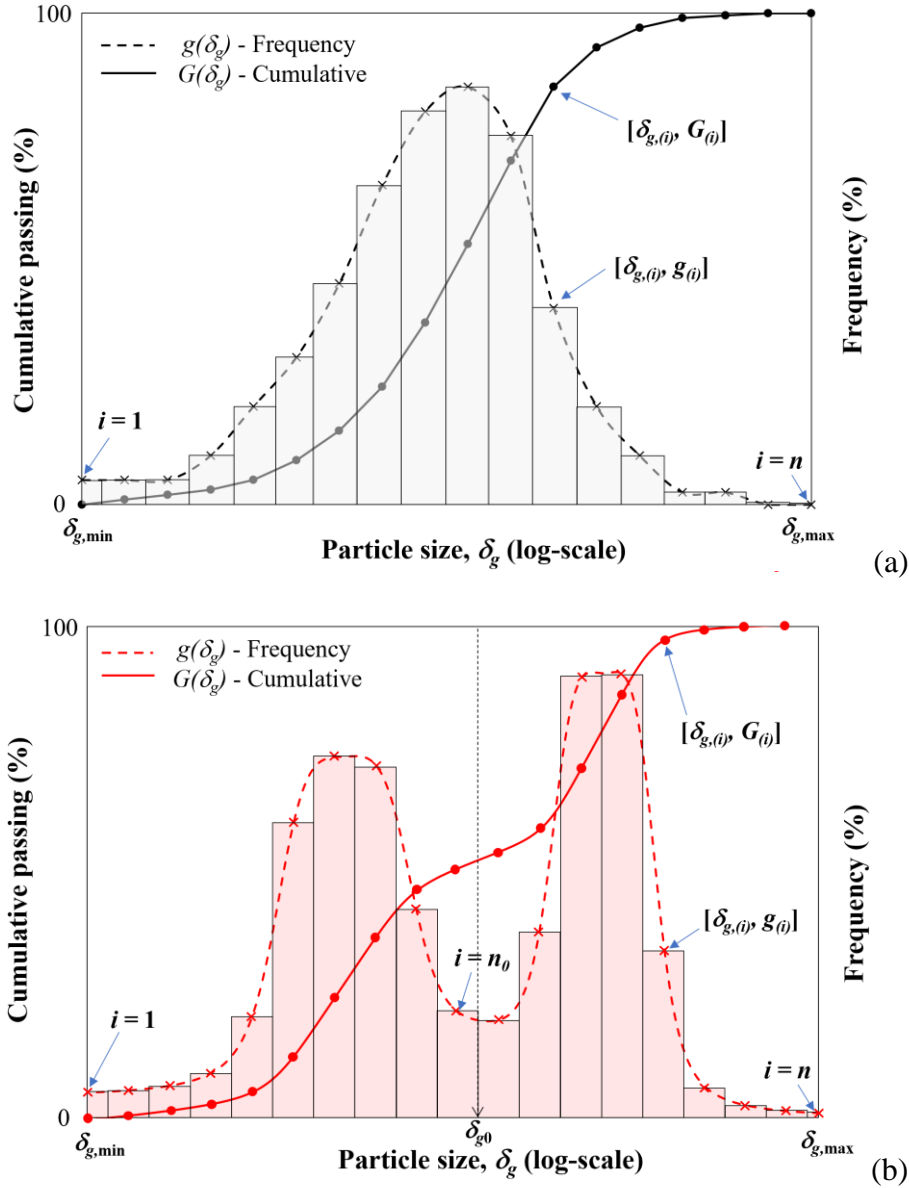 100
g(δg) - Frequency
G(δg) - Cumulative
[δg,(i), G(i)]
[δg,(i), g(i)]
Cumulative passing (%)
Frequency (%)
i = 1
i = n
0
δg,min
δg,max
Particle size, δg (log-scale)
(a)
100
g(δg) - Frequency
G(δg) - Cumulative
[δg,(i), G(i)]
[δg,(i), g(i)]
Cumulative passing (%)
Frequency (%)
i = n0
i = 1
i = n
0
δg,min
δg0
δg,max
Particle size, δg (log-scale)
(b)